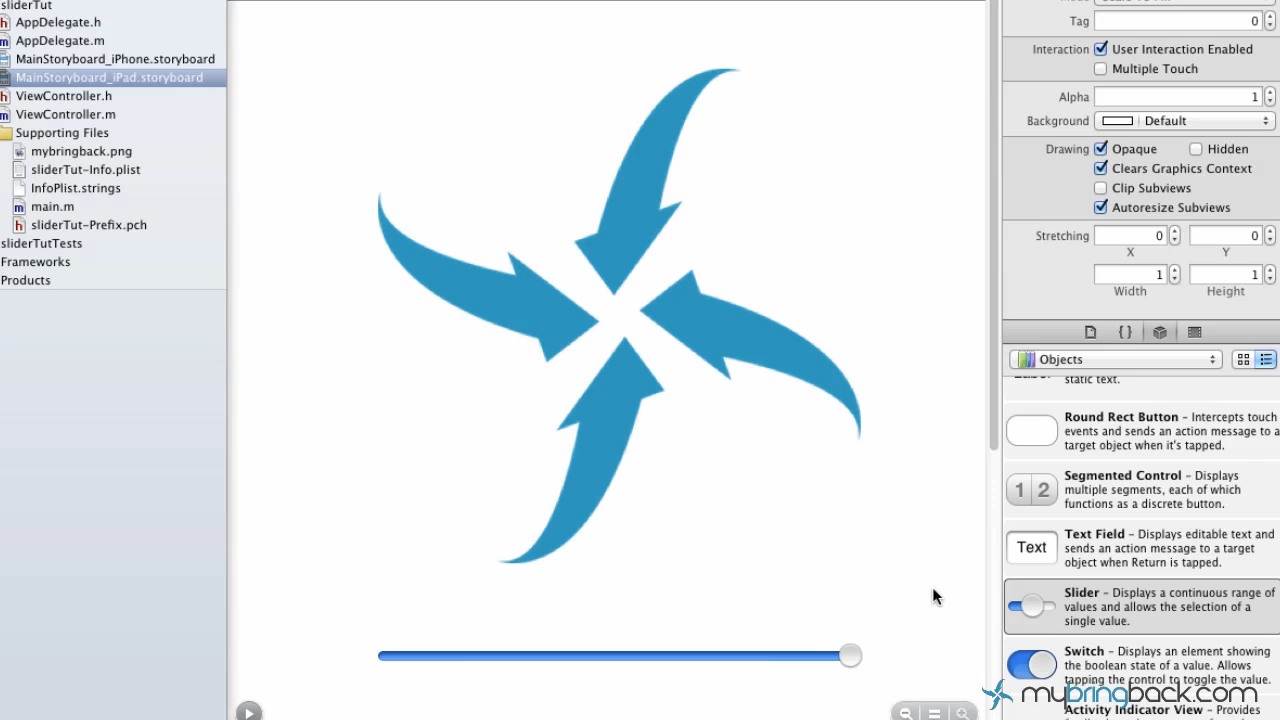 sliderTut
AppDelegate.h
AppDelegate.m
MainStoryboard_iPhone.storyboard
MainStoryboard_iPad.storyboard
ViewController.h
ViewController.m
Supporting Files
mybringback.png
sliderTut-Info.plist
InfoPlist.strings
main.m
sliderTut-Prefix.pch
sliderTutTests
Frameworks
Products
Tag 0
Interaction User Interaction Enabled
Multiple Touch
Alpha 1
Background Default
Drawing Opaque Hidden
Clears Graphics Context
Clip Subviews
Autoresize Subviews
Stretching 0 0
X Y
1 1
Width Height
{ }
Objects
static text.
Round Rect Button – Intercepts touch
events and sends an action message to a
target object when it's tapped.
1 2
Segmented Control – Displays
multiple segments, each of which
functions as a discrete button.
Text
Text Field – Displays editable text and
sends an action message to a target
object when Return is tapped.
Slider – Displays a continuous range of
values and allows the selection of a
single value.
Switch – Displays an element showing
the boolean state of a value. Allows
tapping the control to toggle the value.
mybringback.com
Activity Indicator View – Provides